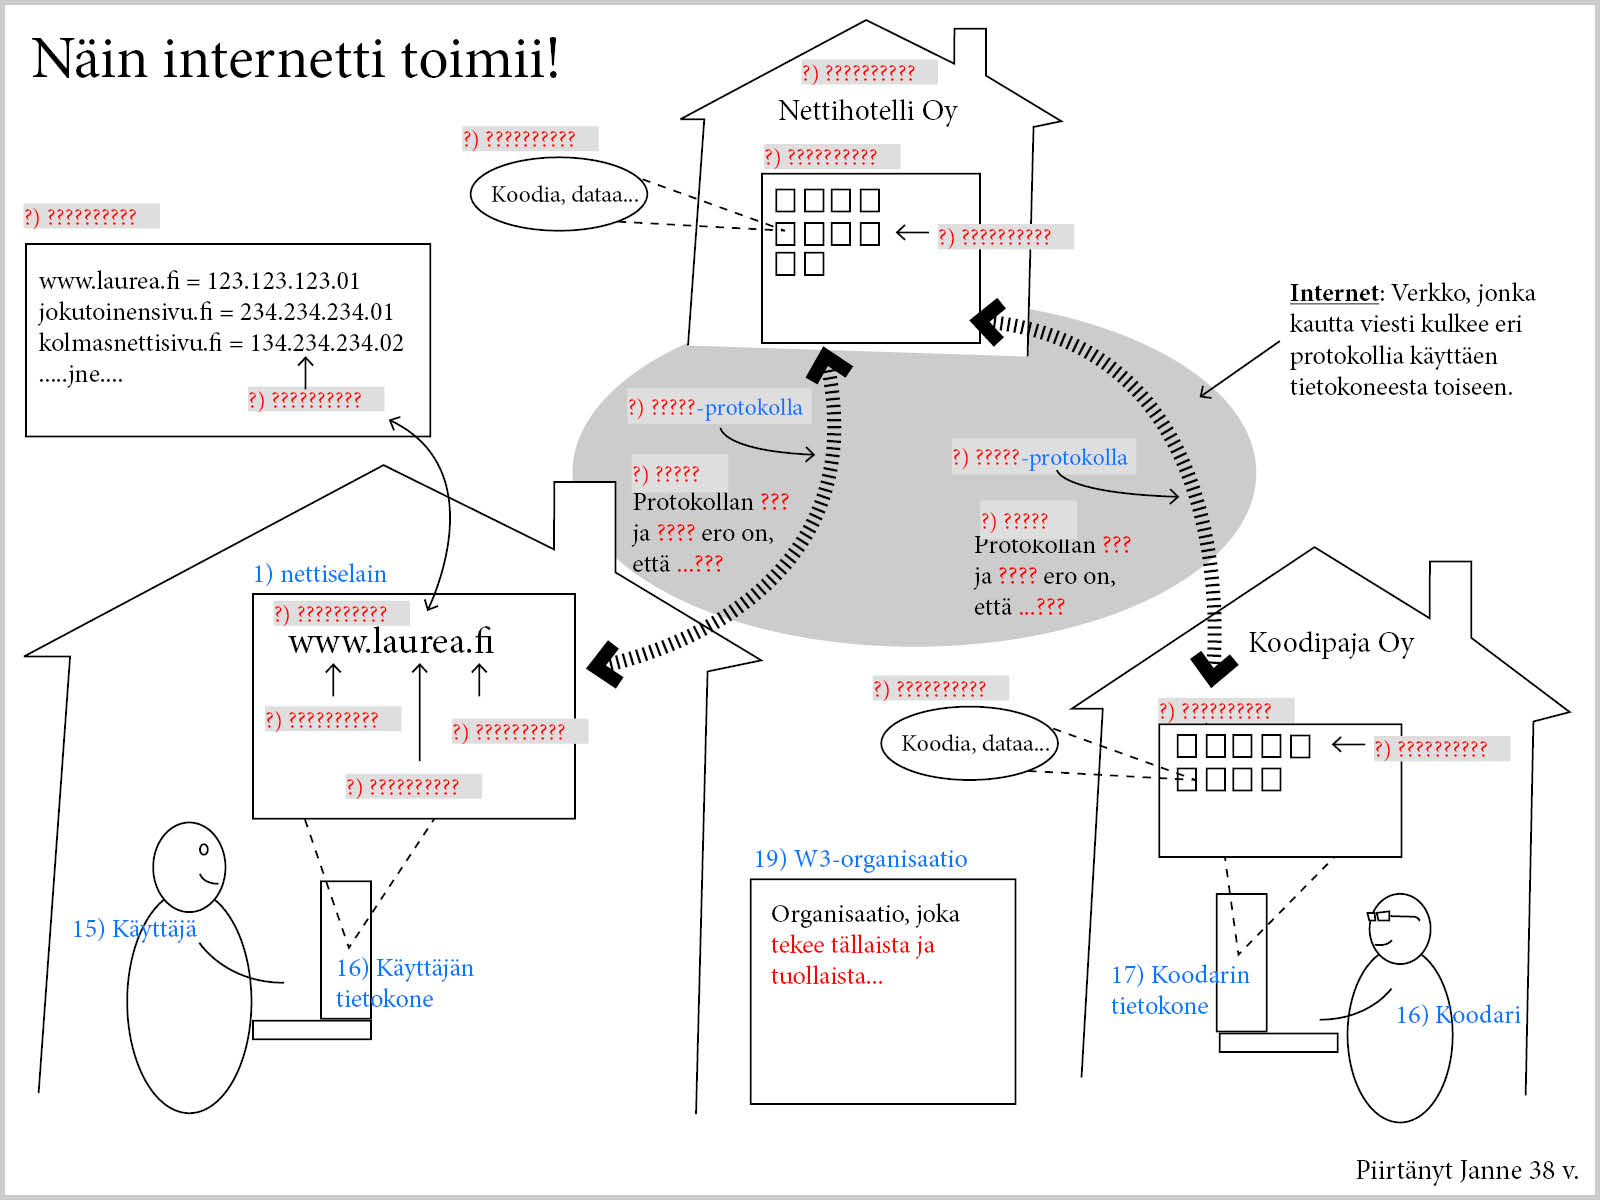 Näin internetti toimii!
?) ??????????
Nettihotelli Oy
?) ??????????
Koodia, dataa...
?) ??????????
?) ??????????
?) ??????????
www.laurea.fi = 123.123.123.01
jokutoinensivu.fi = 234.234.234.01
kolmasnettisivu.fi = 134.234.234.02
.....jne....
?) ??????????
Internet: Verkko, jonka
kautta viesti kulkee eri
protokollia käyttäen
tietokoneesta toiseen.
?) ?????-protokolla
?) ?????
Protokollan ???
ja ???? ero on,
että ...???
?) ?????-protokolla
?) ?????
Protokollan ???
ja ???? ero on,
että ...???
1) nettiselain
?) ??????????
www.laurea.fi
?) ??????????
?) ??????????
?) ??????????
15) Käyttäjä
16) Käyttäjän
tietokone
Koodipaja Oy
?) ??????????
Koodia, dataa...
?) ??????????
?) ??????????
19) W3-organisaatio
Organisaatio, joka
tekee tällaista ja
tuollaista...
17) Koodarin
tietokone
16) Koodari
Piirtänyt Janne 38 v.